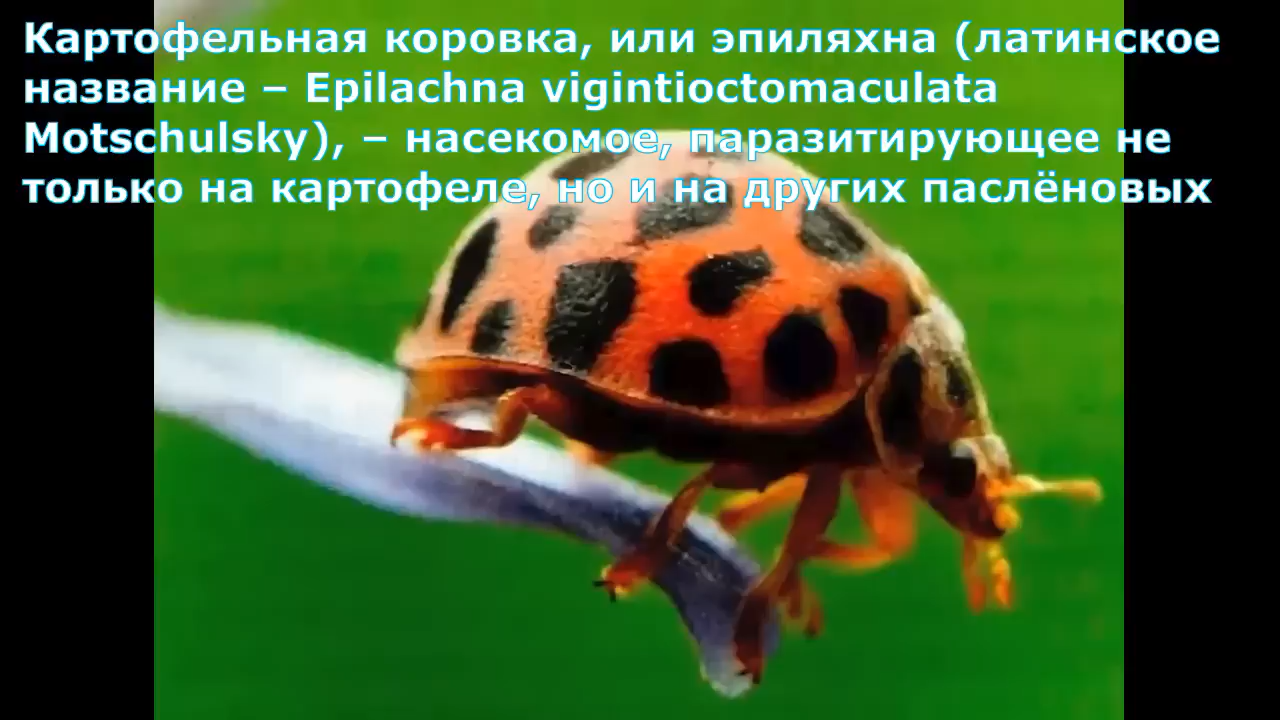 Картофельная коровка, или эпиляхна (латинское
название – Epilachna vigintioctomaculata
Motschulsky), – насекомое, паразитирующее не
только на картофеле, но и на других паслёновых